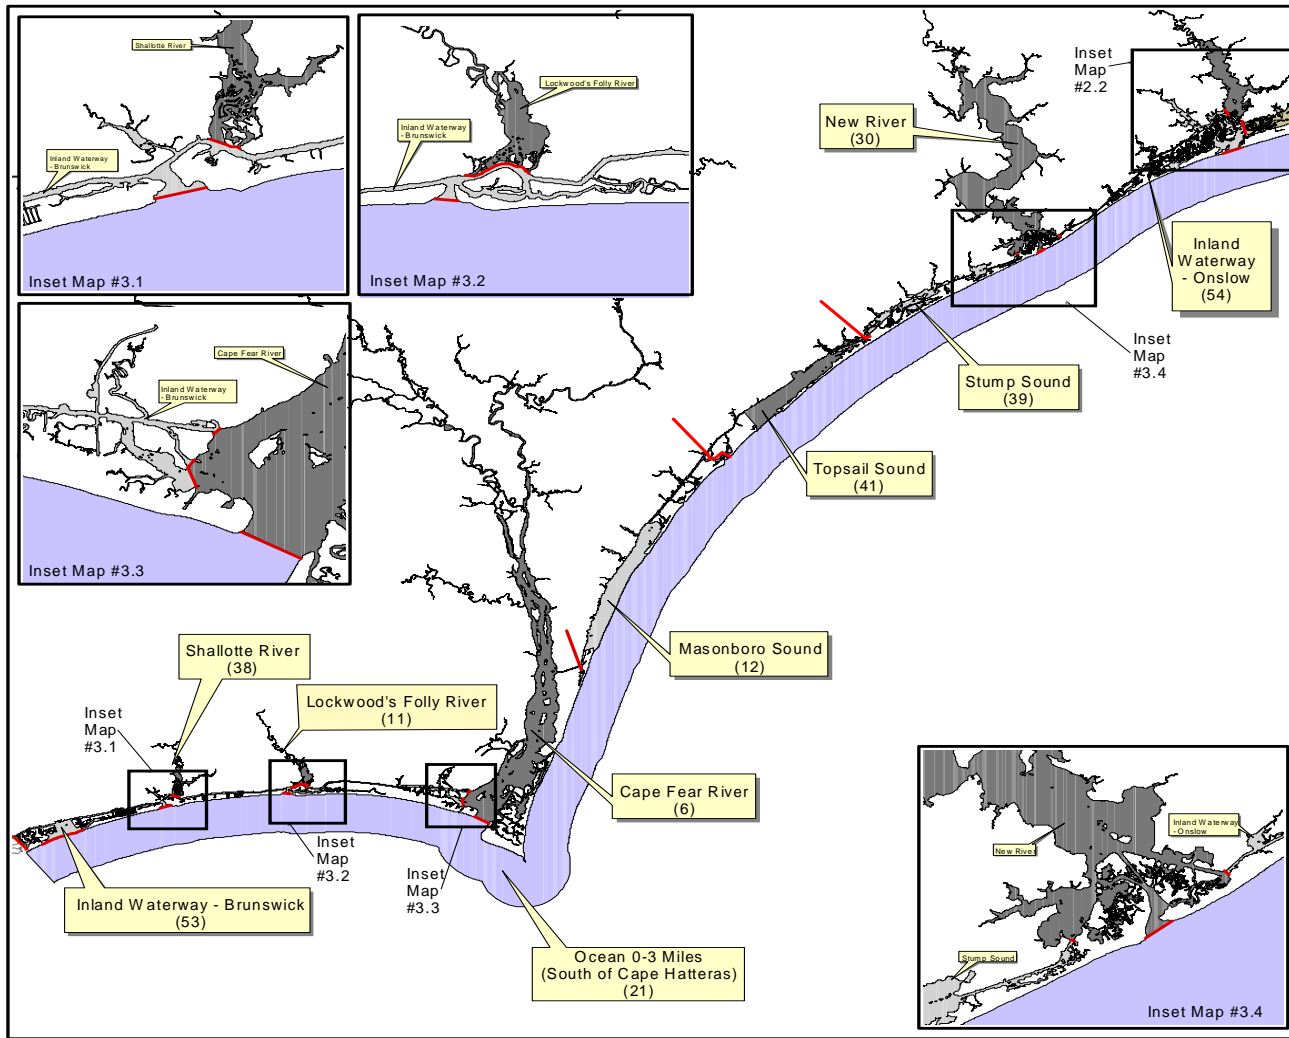 Shallotte River
Inland Waterway
- Brunswick
Inset Map #3.1
Lockwood's Folly River
Inland Waterway
- Brunswick
Inset Map #3.2
Cape Fear River
Inland Waterway
- Brunswick
Inset Map #3.3
New River
(30)
Inset
Map
#2.2
Inland
Waterway
- Onslow
(54)
Inset
Map
#3.4
Stump Sound
(39)
Topsail Sound
(41)
Masonboro Sound
(12)
Shallotte River
(38)
Lockwood's Folly River
(11)
Inset
Map
#3.1
Cape Fear River
(6)
Inset
Map
#3.2
Inset
Map
#3.3
Inland Waterway - Brunswick
(53)
Ocean 0-3 Miles
(South of Cape Hatteras)
(21)
Inland Waterway
- Onslow
New River
Stump Sound
Inset Map #3.4